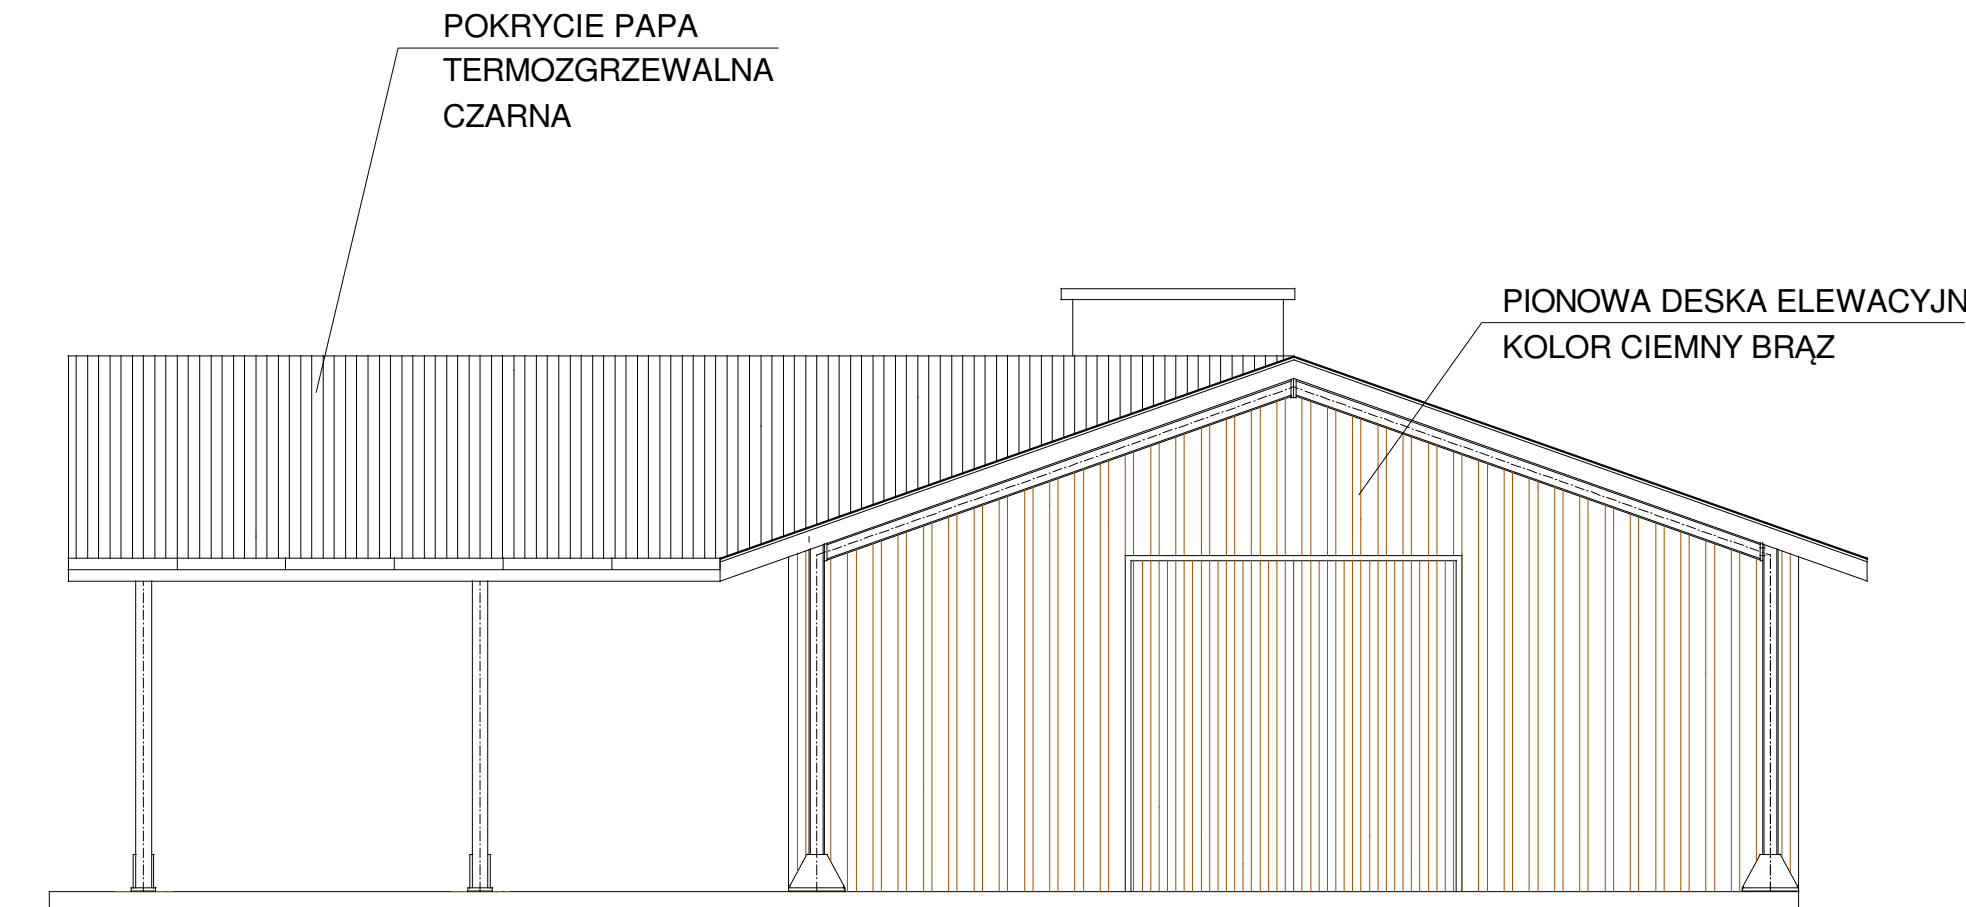 POKRYCIE PAPA
TERMOZGRZEWALNA
CZARNA
PIONOWA DESKA ELEWACYJN
KOLOR CIEMNY BRĄZ